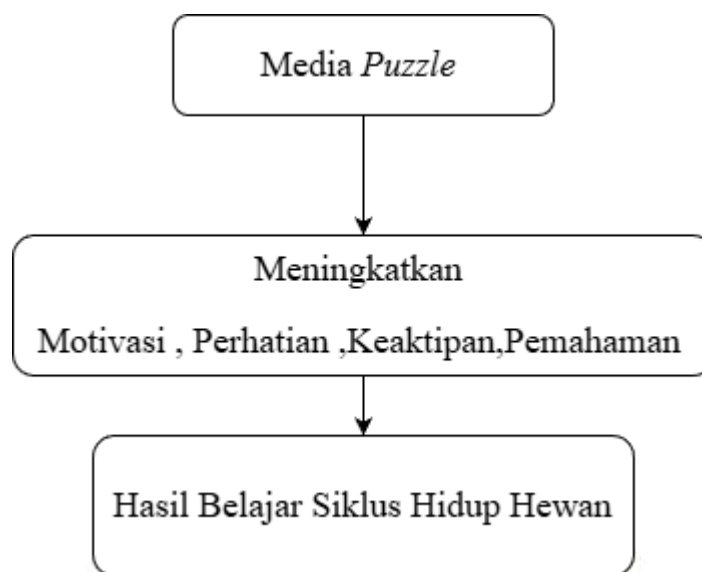 Media Puzzle
Meningkatkan
Motivasi , Perhatian ,Keaktipan,Pemahaman
Hasil Belajar Siklus Hidup Hewan